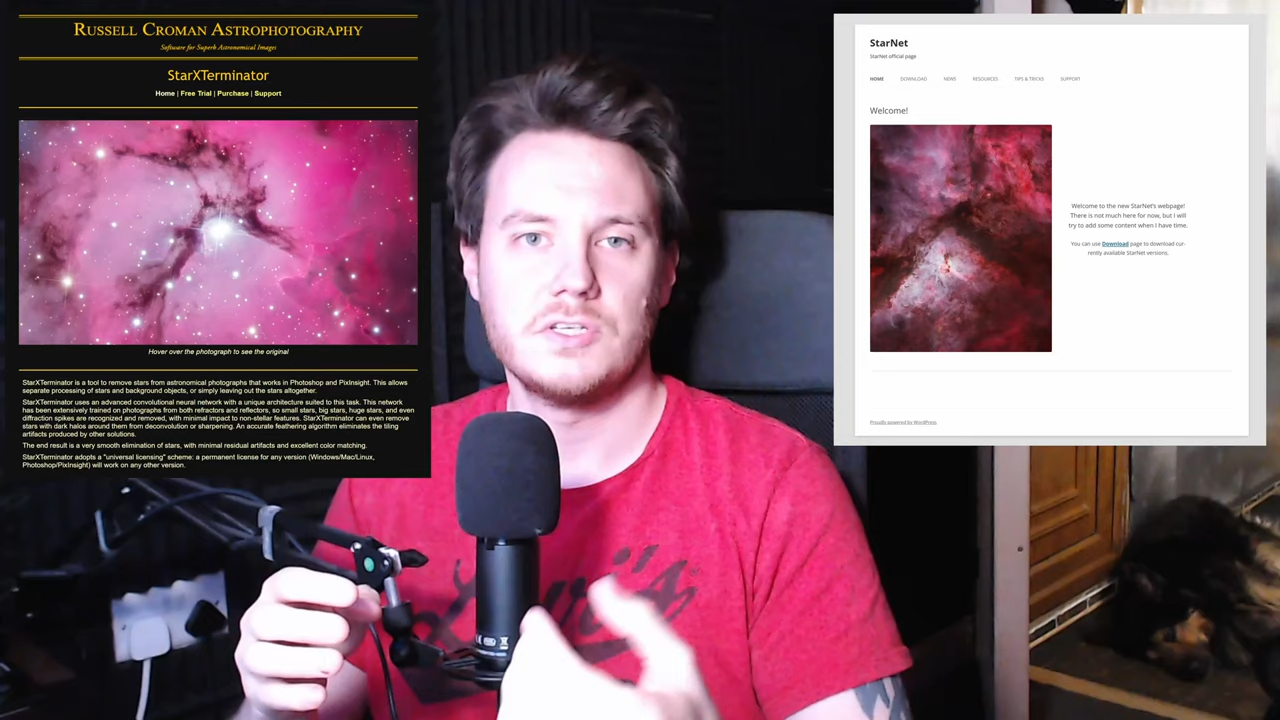 RUSSELL CROMAN ASTROPHOTOGRAPHY
Software for Superb Astronomical Images
StarXTerminator
Home | Free Trial | Purchase | Support
Hover over the photograph to see the original
StarXTerminator is a tool to remove stars from astronomical photographs that works in Photoshop and PixInsight. This allows
separate processing of stars and background objects, or simply leaving out the stars altogether.
StarXTerminator uses an advanced convolutional neural network with a unique architecture suited to this task. This network
has been extensively trained on photographs from both refractors and reflectors, so small stars, big stars, huge stars, and even
diffraction spikes are recognized and removed, with minimal impact to non-stellar features. StarXTerminator can even remove
stars with dark halos around them from deconvolution or sharpening. An accurate feathering algorithm eliminates the tiling
artifacts produced by other solutions.
The end result is a very smooth elimination of stars, with minimal residual artifacts and excellent color matching.
StarXTerminator adopts a "universal licensing" scheme: a permanent license for any version (Windows/Mac/Linux,
Photoshop/PixInsight) will work on any other version.
StarNet
StarNet official page
HOME DOWNLOAD NEWS RESOURCES TIPS & TRICKS SUPPORT
Welcome!
Welcome to the new StarNet's webpage!
There is not much here for now, but I will
try to add some content when I have time.
You can use Download page to download cur-
rently available StarNet versions.
Proudly powered by WordPress